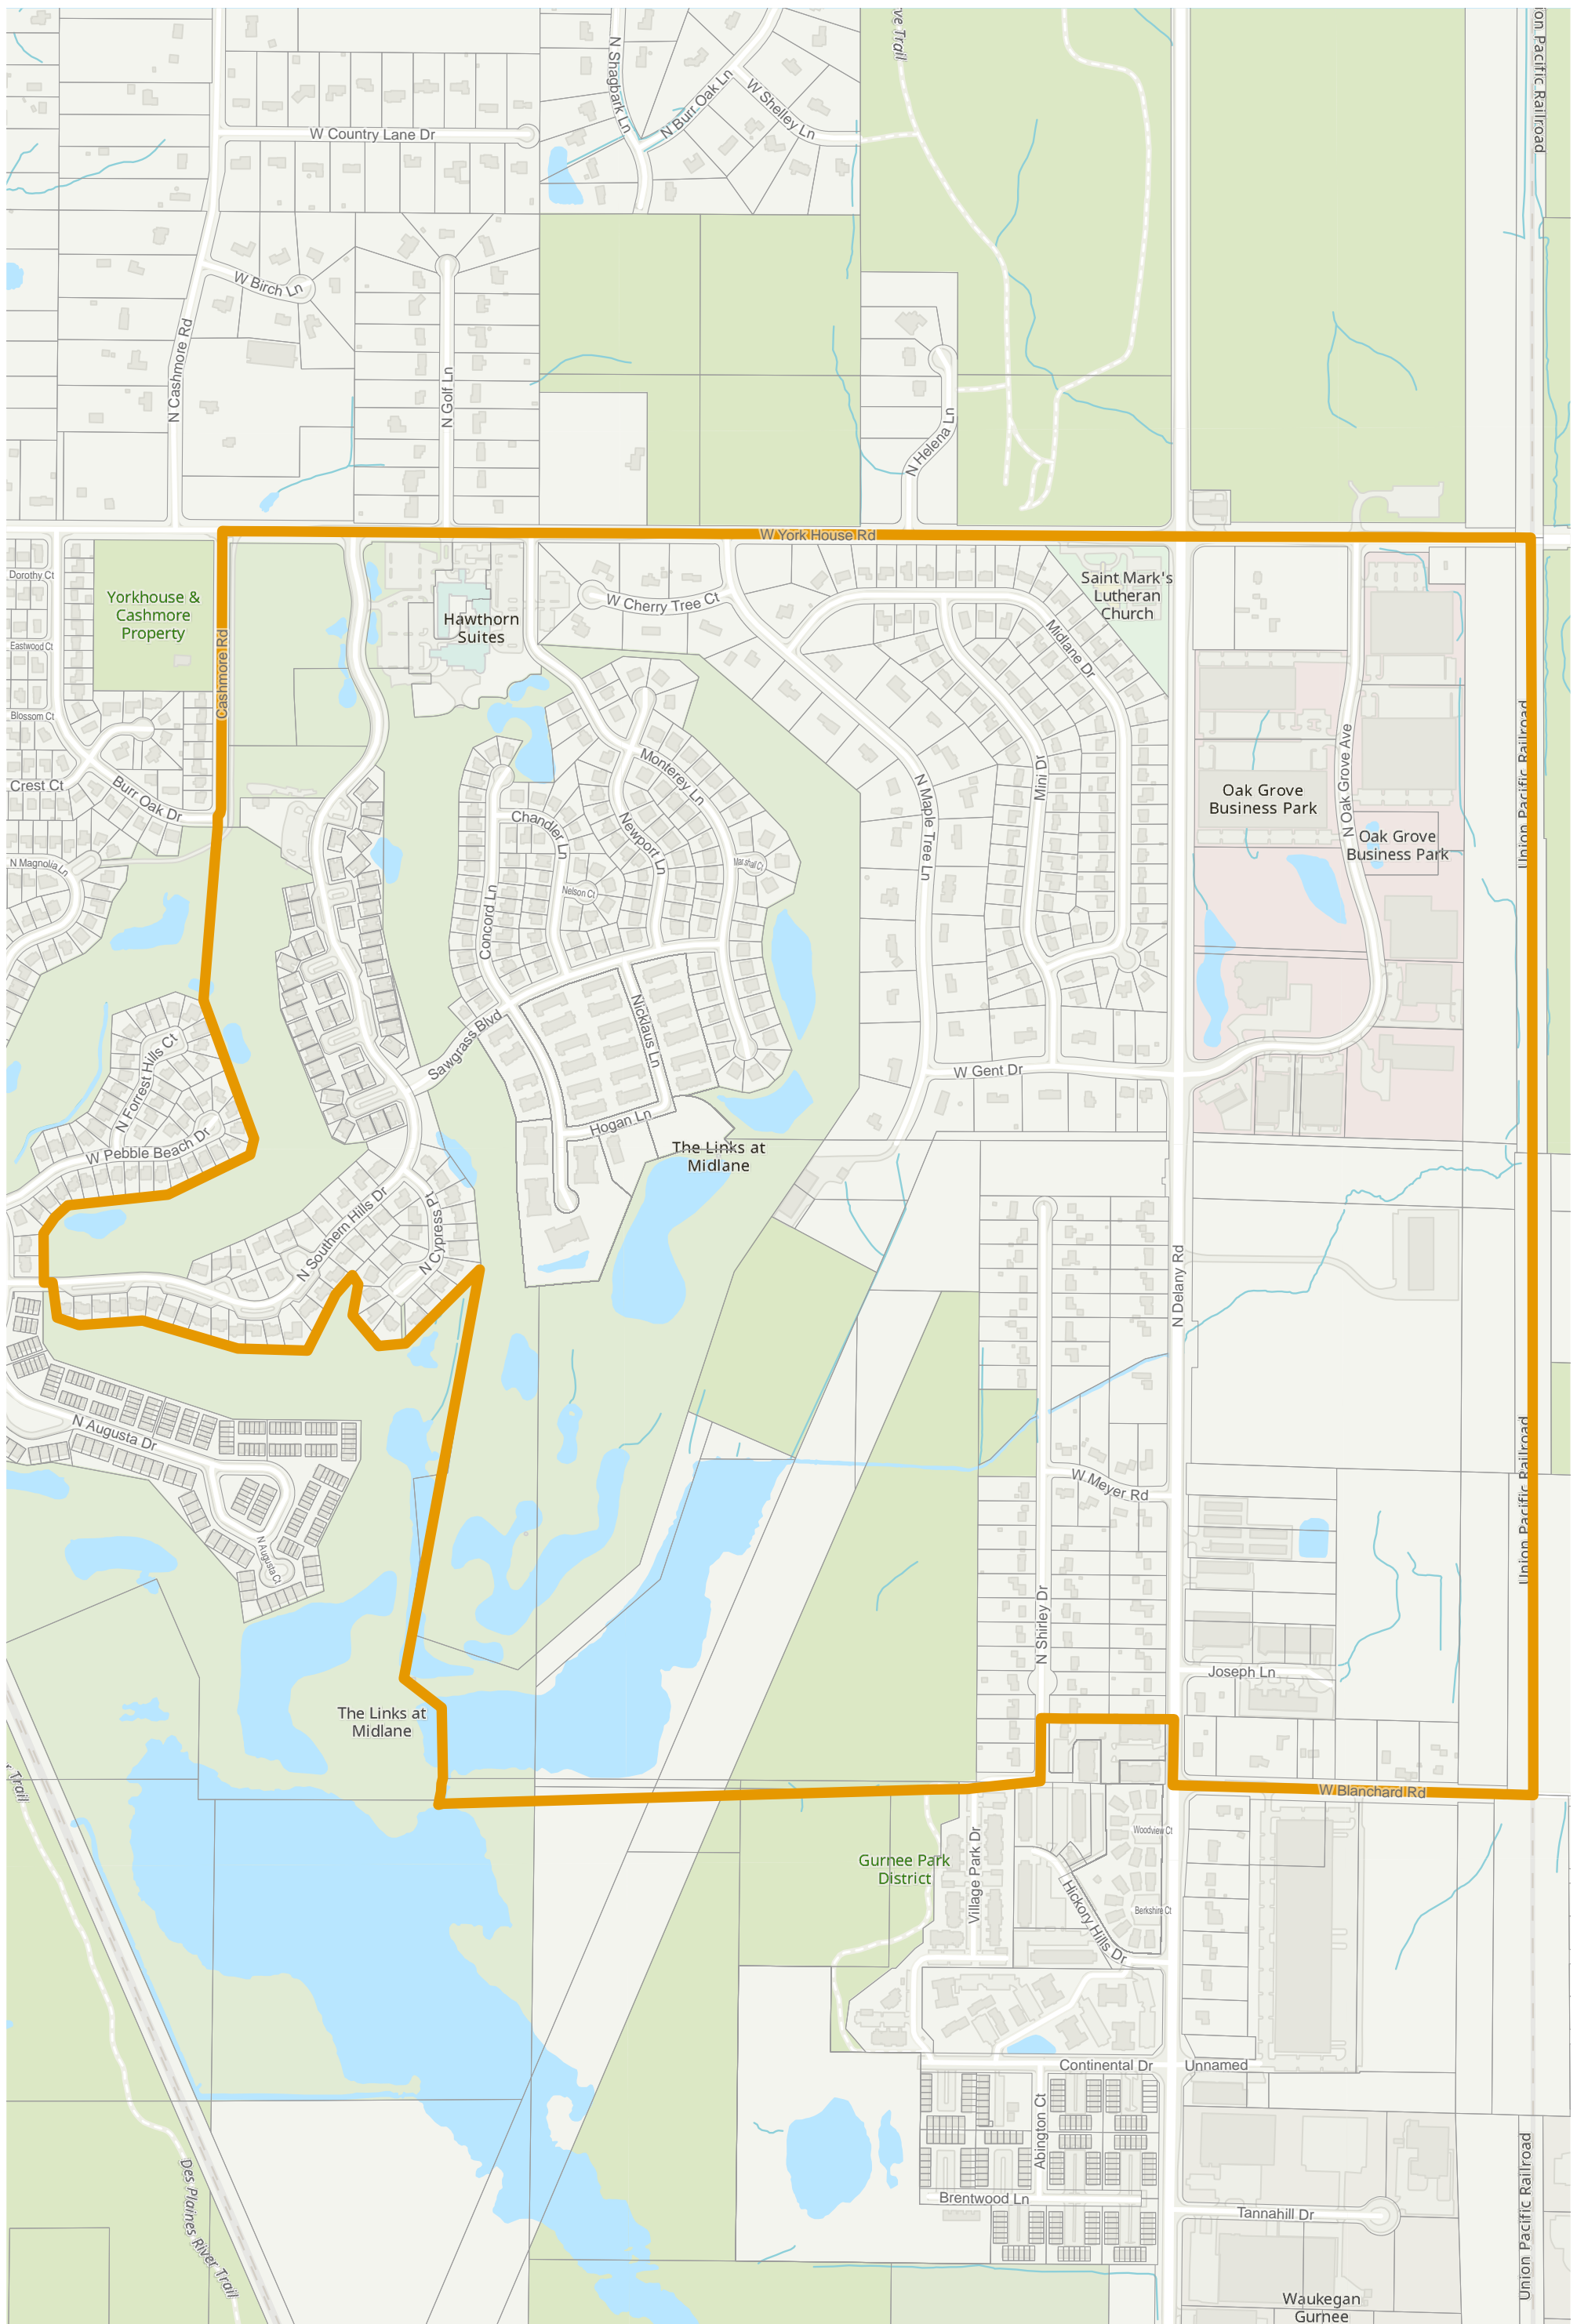 ve Trail
Union Pacific Railroad
N Shagbark Ln
N Burr Oak Ln
W Shelley Ln
W Country Lane Dr
W Birch Ln
N Cashmore Rd
N Golf Ln
N Helena Ln
W York House Rd
Dorothy Ct
Yorkhouse &
Cashmore
Property
Eastwood Ct
Cashmore Rd
Hawthorn
Suites
W Cherry Tree Ct
Saint Mark's
Lutheran
Church
Midlane Dr
Blossom Ct
Crest Ct
Burr Oak Dr
Monterey Ln
Mini Dr
N Oak Grove Ave
Union Pacific Railroad
Oak Grove
Business Park
Chandler Ln
Newport Ln
N Maple Tree Ln
Oak Grove
Business Park
N Magnolia Ln
Marshall Ct
Nelson Ct
Concord Ln
Nicklaus Ln
Sawgrass Blvd
N Forrest Hills Ct
W Gent Dr
Hogan Ln
W Pebble Beach Dr
The Links at
Midlane
N Southern Hills Dr
N Cypress Pt
N Delany Rd
N Augusta Dr
W Meyer Rd
Union Pacific Railroad
N Augusta Ct
N Shirley Dr
Joseph Ln
The Links at
Midlane
r Trail
W Blanchard Rd
Woodview Ct
Gurnee Park
District
Village Park Dr
Hickory Hills Dr
Berkshire Ct
Continental Dr
Unnamed
Abington Ct
Des Plaines River Trail
Brentwood Ln
Tannahill Dr
Union Pacific Railroad
Waukegan
Gurnee